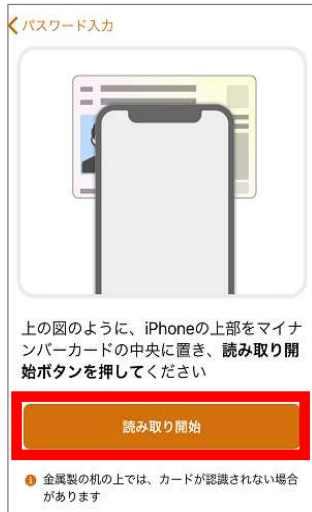 パスワード入力
上の図のように、iPhoneの上部をマイナ
ンバーカードの中央に置き、読み取り開
始ボタンを押してください
読み取り開始
金属製の机の上では、カードが認識されない場合
があります